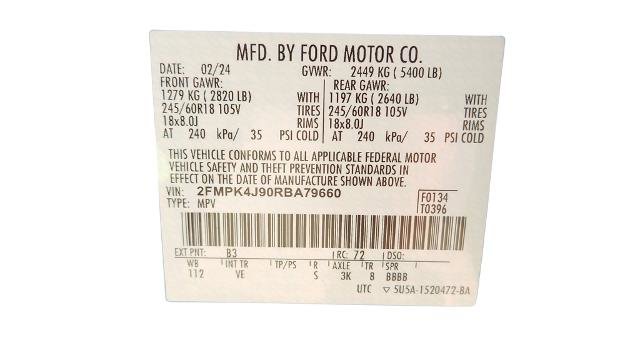 MFD. BY FORD MOTOR CO.
DATE: 02/24 GVWR: 2449 KG ( 5400 LB)
FRONT GAWR: REAR GAWR:
1279 KG ( 2820 LB) WITH 1197 KG ( 2640 LB) WITH
245/60R18 105V TIRES 245/60R18 105V TIRES
18x8.0J RIMS 18x8.0J RIMS
AT 240 kPa/ 35 PSI COLD AT 240 kPa/ 35 PSI COLD
THIS VEHICLE CONFORMS TO ALL APPLICABLE FEDERAL MOTOR
VEHICLE SAFETY AND THEFT PREVENTION STANDARDS IN
EFFECT ON THE DATE OF MANUFACTURE SHOWN ABOVE.
VIN: 2FMPK4J90RBA79660 F0134
TYPE: MPV T0396
EXT PNT: B3 RC: 72 DSO:
WB INT TR TP/PS R AXLE TR SPR
112 VE S 3K 8 BBBB
UTC ▽ 5U5A-1520472-BA